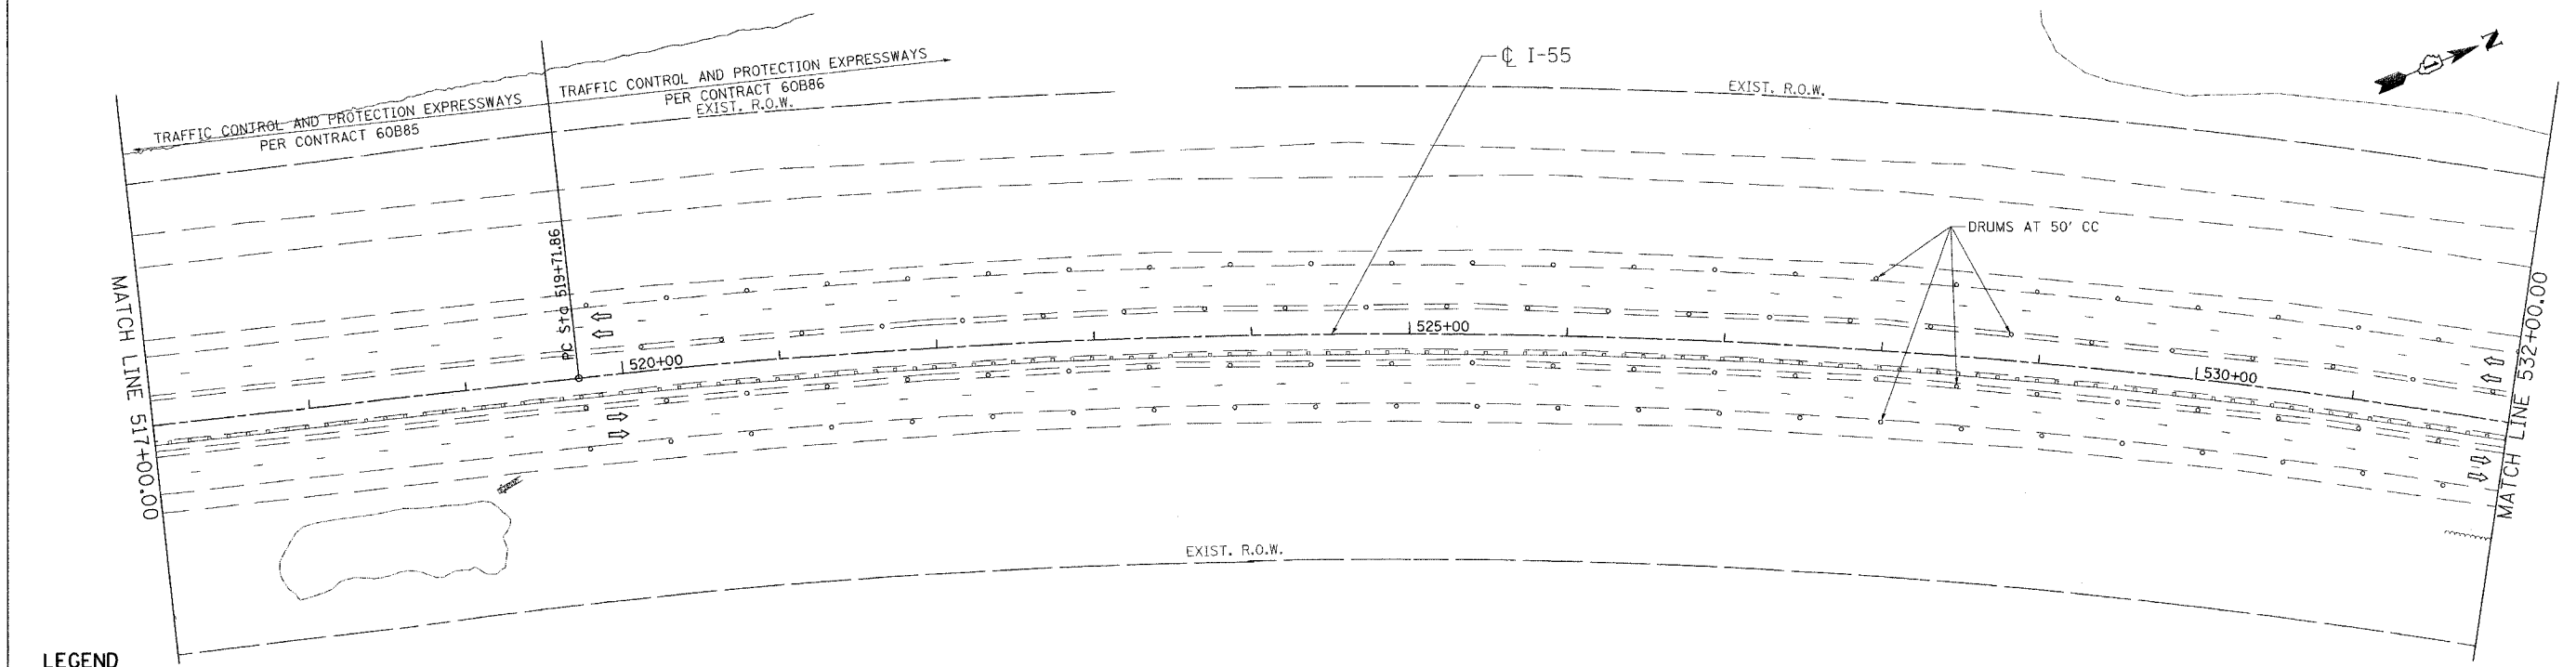 ℄ I-55
N
TRAFFIC CONTROL AND PROTECTION EXPRESSWAYS
PER CONTRACT 60B86
EXIST. R.O.W.
EXIST. R.O.W.
TRAFFIC CONTROL AND PROTECTION EXPRESSWAYS
PER CONTRACT 60B85
DRUMS AT 50' CC
MATCH LINE 517+00.00
PC Sta 519+71.86
520+00
525+00
530+00
MATCH LINE 532+00.00
EXIST. R.O.W.
LEGEND